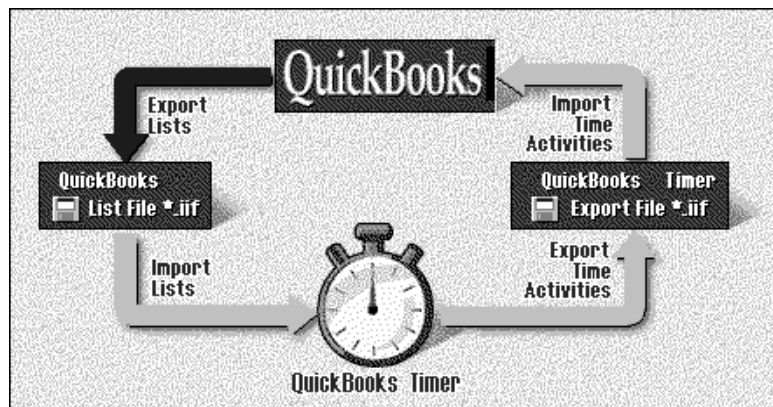 QuickBooks
Export
Lists
QuickBooks
List File *.iif
Import
Lists
QuickBooks Timer
Export
Time
Activities
QuickBooks Timer
Export File *.iif
Import
Time
Activities